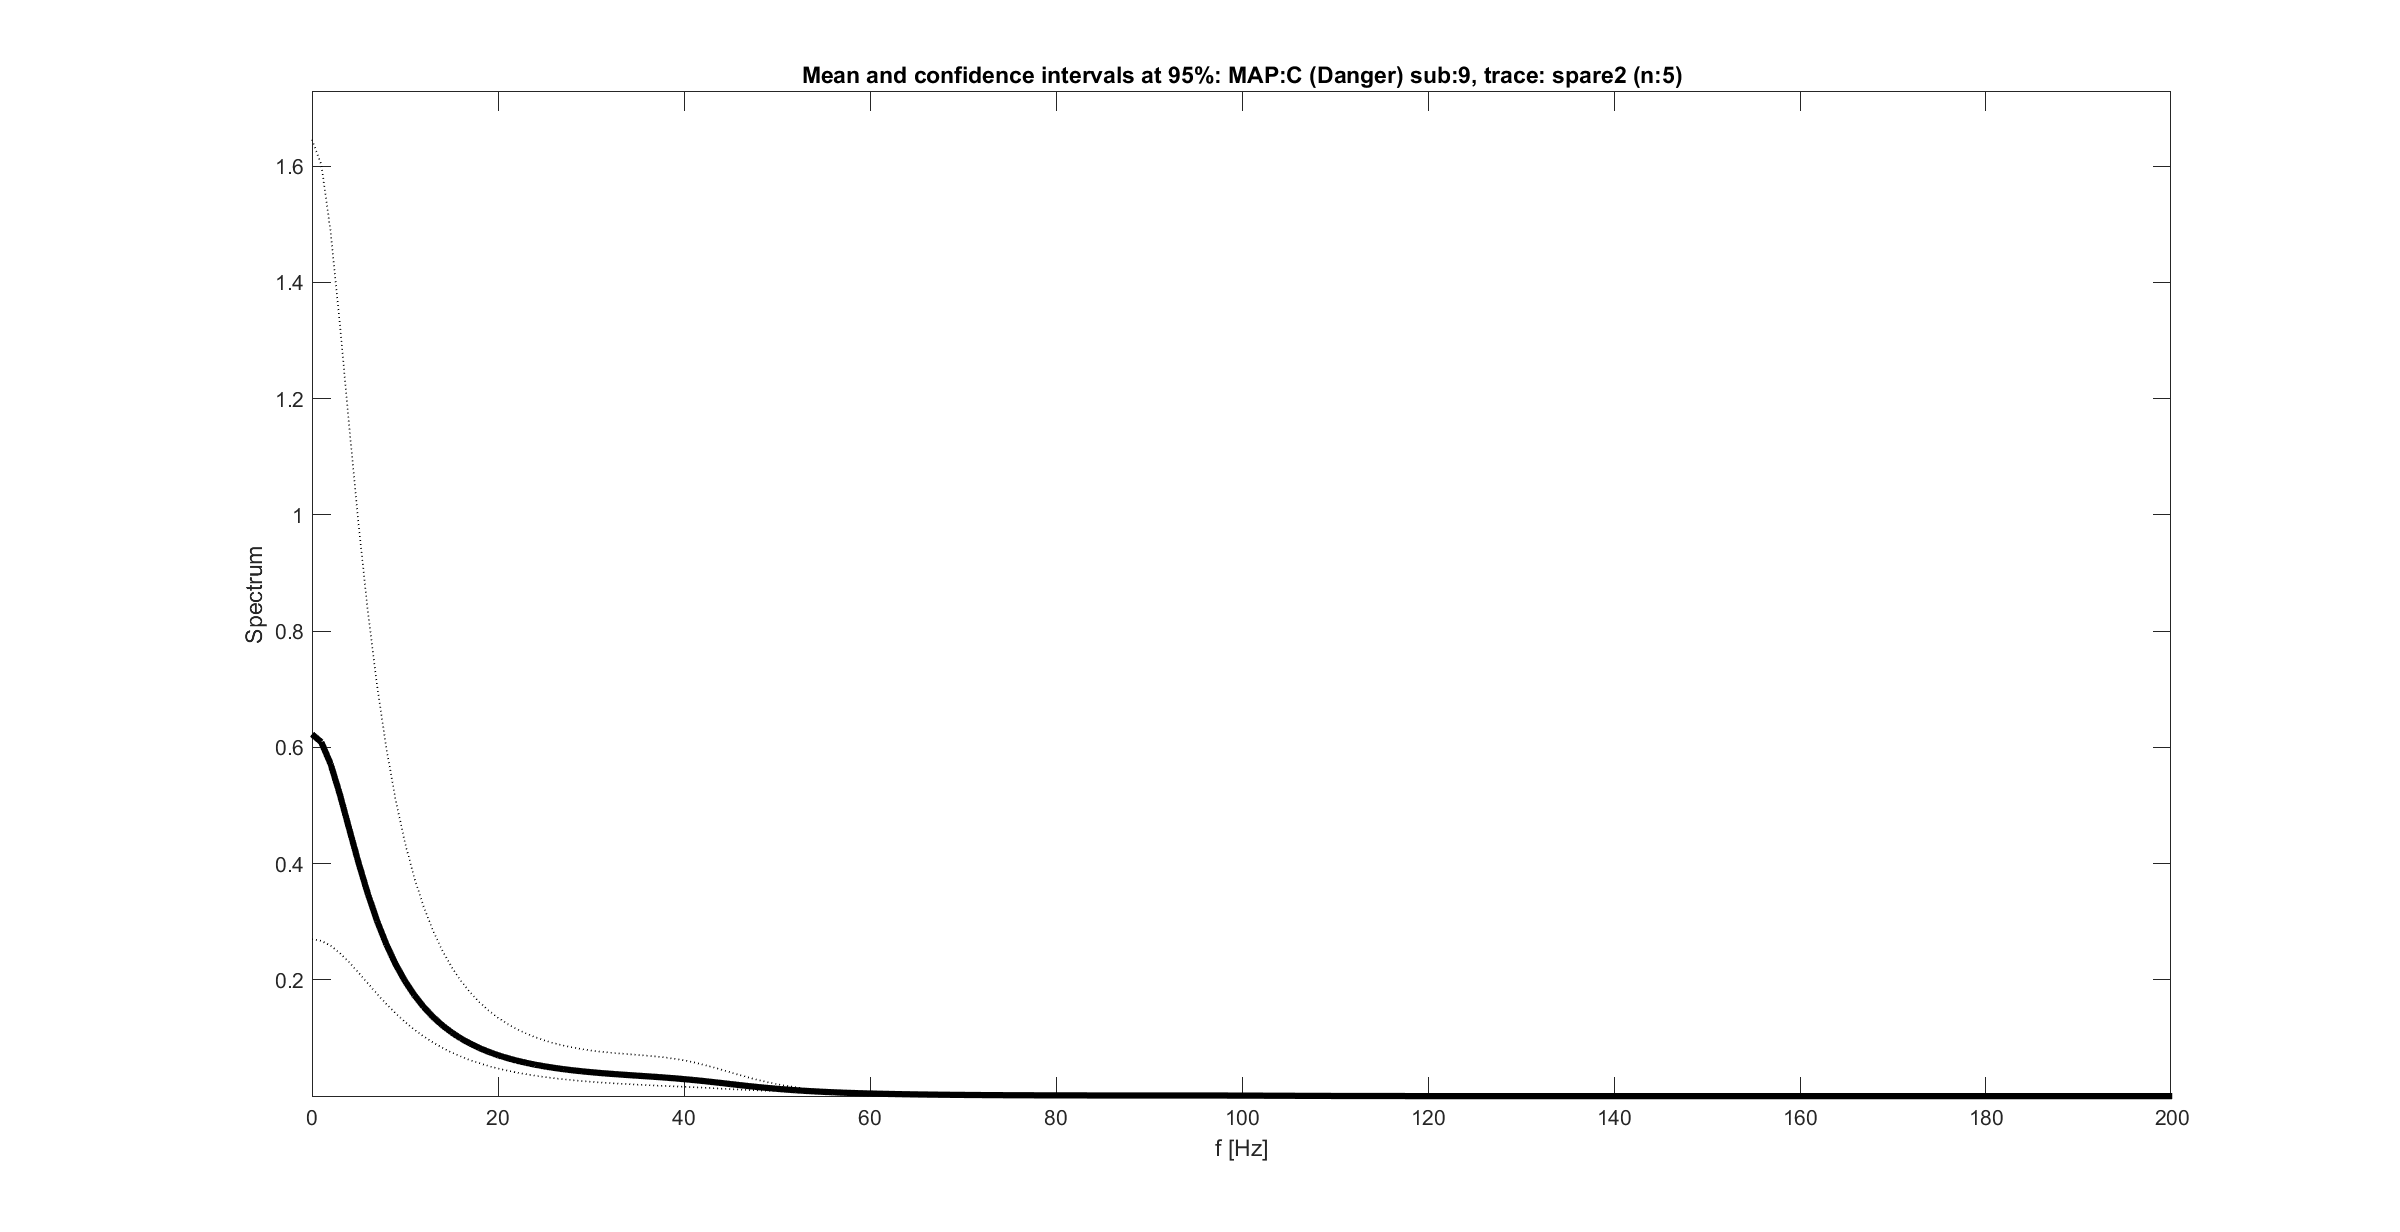 Mean and confidence intervals at 95%: MAP:C (Danger) sub:9, trace: spare2 (n:5)
1.6
1.4
1.2
1
0.8
0.6
0.4
0.2
Spectrum
0 20 40 60 80 100 120 140 160 180 200
f [Hz]